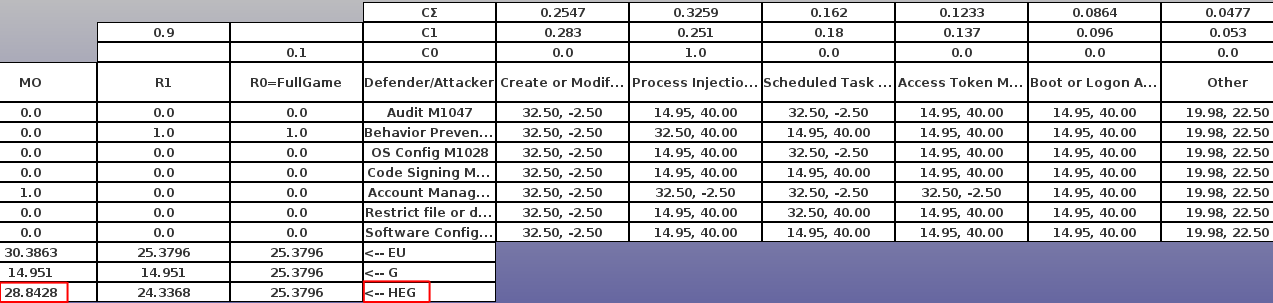 CΣ 0.2547 0.3259 0.162 0.1233 0.0864 0.0477
0.9 C1 0.283 0.251 0.18 0.137 0.096 0.053
0.1 C0 0.0 1.0 0.0 0.0 0.0 0.0
MO R1 R0=FullGame Defender/Attacker Create or Modif... Process Injectio... Scheduled Task ... Access Token M... Boot or Logon A... Other
0.0 0.0 0.0 Audit M1047 32.50, -2.50 14.95, 40.00 32.50, -2.50 14.95, 40.00 14.95, 40.00 19.98, 22.50
0.0 1.0 1.0 Behavior Preven... 32.50, -2.50 32.50, 40.00 14.95, 40.00 14.95, 40.00 14.95, 40.00 19.98, 22.50
0.0 0.0 0.0 OS Config M1028 32.50, -2.50 14.95, 40.00 32.50, -2.50 14.95, 40.00 14.95, 40.00 19.98, 22.50
0.0 0.0 0.0 Code Signing M... 32.50, -2.50 14.95, 40.00 14.95, 40.00 14.95, 40.00 14.95, 40.00 19.98, 22.50
1.0 0.0 0.0 Account Manag... 32.50, -2.50 32.50, -2.50 32.50, -2.50 32.50, -2.50 14.95, 40.00 19.98, 22.50
0.0 0.0 0.0 Restrict file or d... 32.50, -2.50 14.95, 40.00 32.50, 40.00 14.95, 40.00 14.95, 40.00 19.98, 22.50
0.0 0.0 0.0 Software Config... 32.50, -2.50 14.95, 40.00 14.95, 40.00 14.95, 40.00 14.95, 40.00 19.98, 22.50
30.3863 25.3796 25.3796 <-- EU
14.951 14.951 25.3796 <-- G
28.8428 24.3368 25.3796 <-- HEG